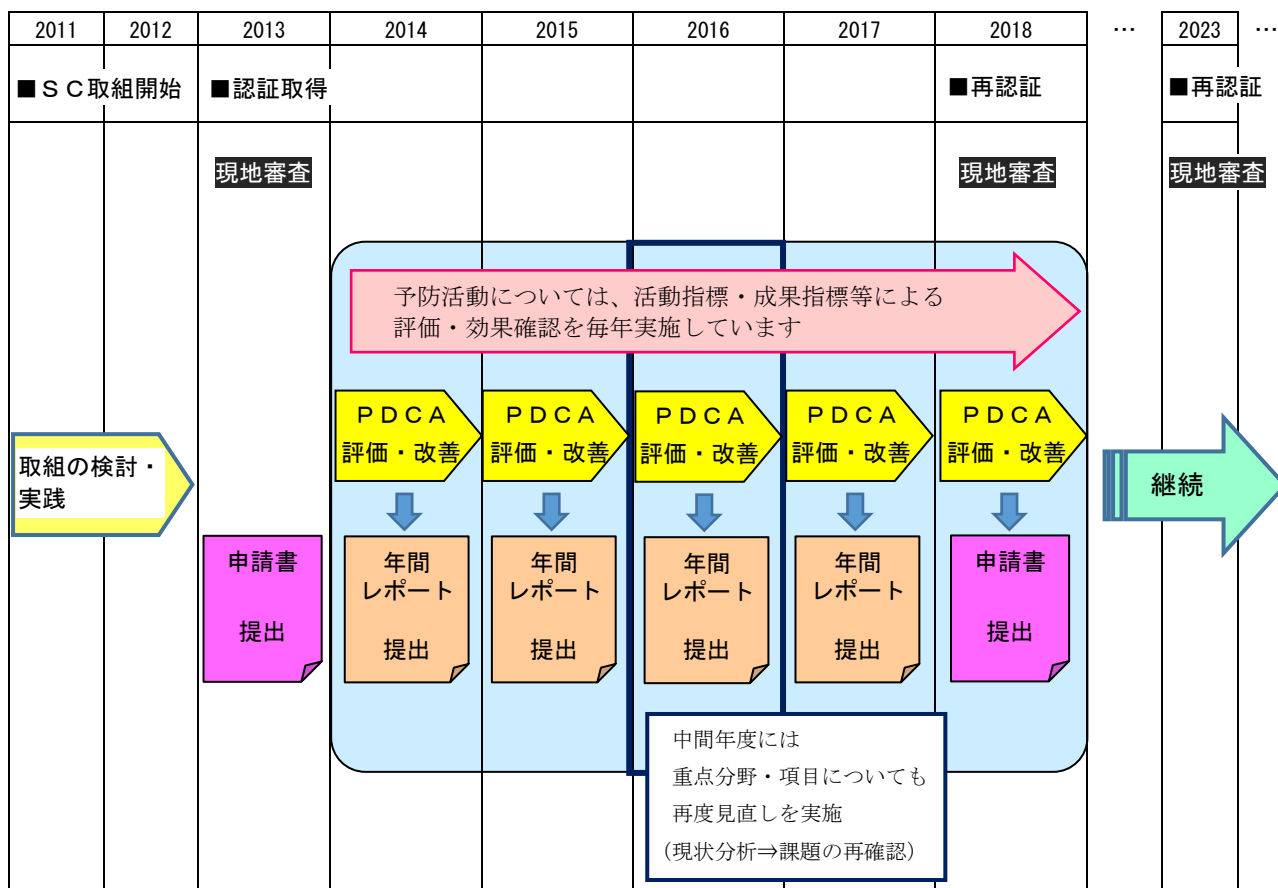 2011 2012 2013 2014 2015 2016 2017 2018 … 2023 …
■ＳＣ取組開始 ■認証取得 ■再認証 ■再認証
現地審査 現地審査 現地審査
予防活動については、活動指標・成果指標等による
評価・効果確認を毎年実施しています
ＰＤＣＡ ＰＤＣＡ ＰＤＣＡ ＰＤＣＡ ＰＤＣＡ
評価・改善 評価・改善 評価・改善 評価・改善 評価・改善
取組の検討・
実践
継続
申請書 年間 年間 年間 年間 申請書
レポート レポート レポート レポート
提出 提出 提出 提出 提出 提出
中間年度には
重点分野・項目についても
再度見直しを実施
（現状分析⇒課題の再確認）